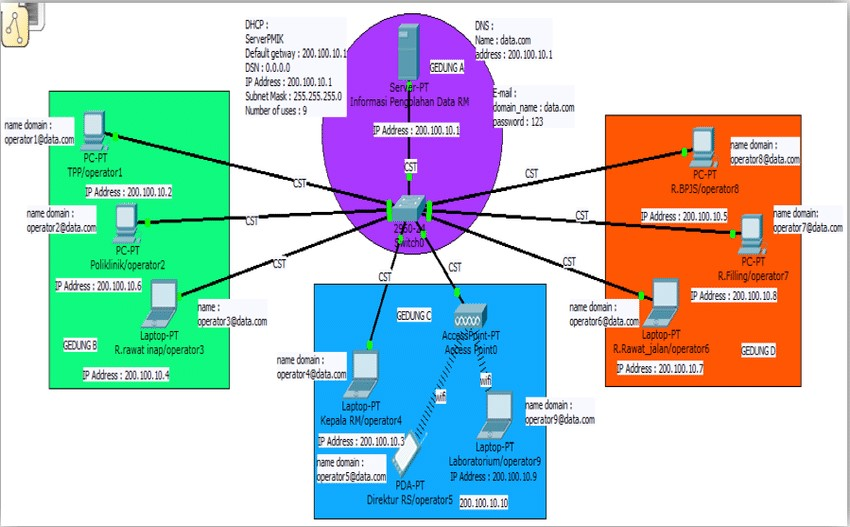 DHCP :
ServerPMIK
Default getway : 200.100.10.1
DSN : 0.0.0.0
IP Address : 200.100.10.1
Subnet Mask : 255.255.255.0
Number of uses : 9
DNS :
Name : data.com
address : 200.100.10.1
GEDUNG A
Server-PT
Informasi Pengolahan Data RM
E-mail :
domain_name : data.com
password : 123
IP Address : 200.100.10.1
CST
2950-24
Switch0
name domain :
operator1@data.com
PC-PT
TPP/operator1
IP Address : 200.100.10.2
CST
name domain :
operator2@data.com
PC-PT
Poliklinik/operator2
IP Address : 200.100.10.6
CST
name :
operator3@data.com
Laptop-PT
R.rawat inap/operator3
GEDUNG B
IP Address : 200.100.10.4
CST
GEDUNG C
CST
CST
AccessPoint-PT
Access Point0
wifi
wifi
name domain :
operator4@data.com
Laptop-PT
Kepala RM/operator4
IP Address : 200.100.10.3
name domain :
operator5@data.com
PDA-PT
Direktur RS/operator5
200.100.10.10
name domain :
operator9@data.com
Laptop-PT
Laboratorium/operator9
IP Address : 200.100.10.9
CST
name domain :
operator8@data.com
PC-PT
R.BPJS/operator8
IP Address : 200.100.10.5
CST
name domain :
operator7@data.com
PC-PT
R.Filling/operator7
IP Address : 200.100.10.8
CST
name domain :
operator6@data.com
Laptop-PT
R.Rawat_jalan/operator6
GEDUNG D
IP Address : 200.100.10.7